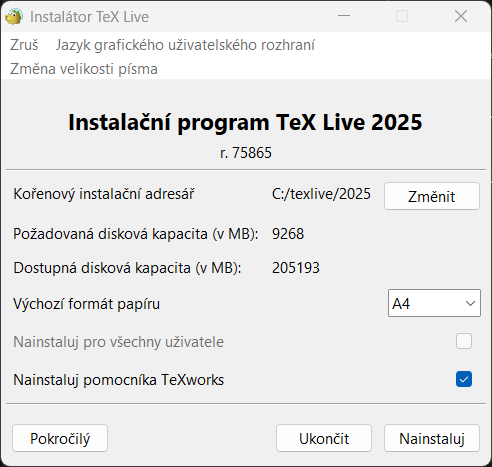 Instalátor TeX Live
Zruš Jazyk grafického uživatelského rozhraní
Změna velikosti písma
Instalační program TeX Live 2025
r. 75865
Kořenový instalační adresář C:/texlive/2025 Změnit
Požadovaná disková kapacita (v MB): 9268
Dostupná disková kapacita (v MB): 205193
Výchozí formát papíru A4
Nainstaluj pro všechny uživatele
Nainstaluj pomocníka TeXworks
Pokročilý Ukončit Nainstaluj